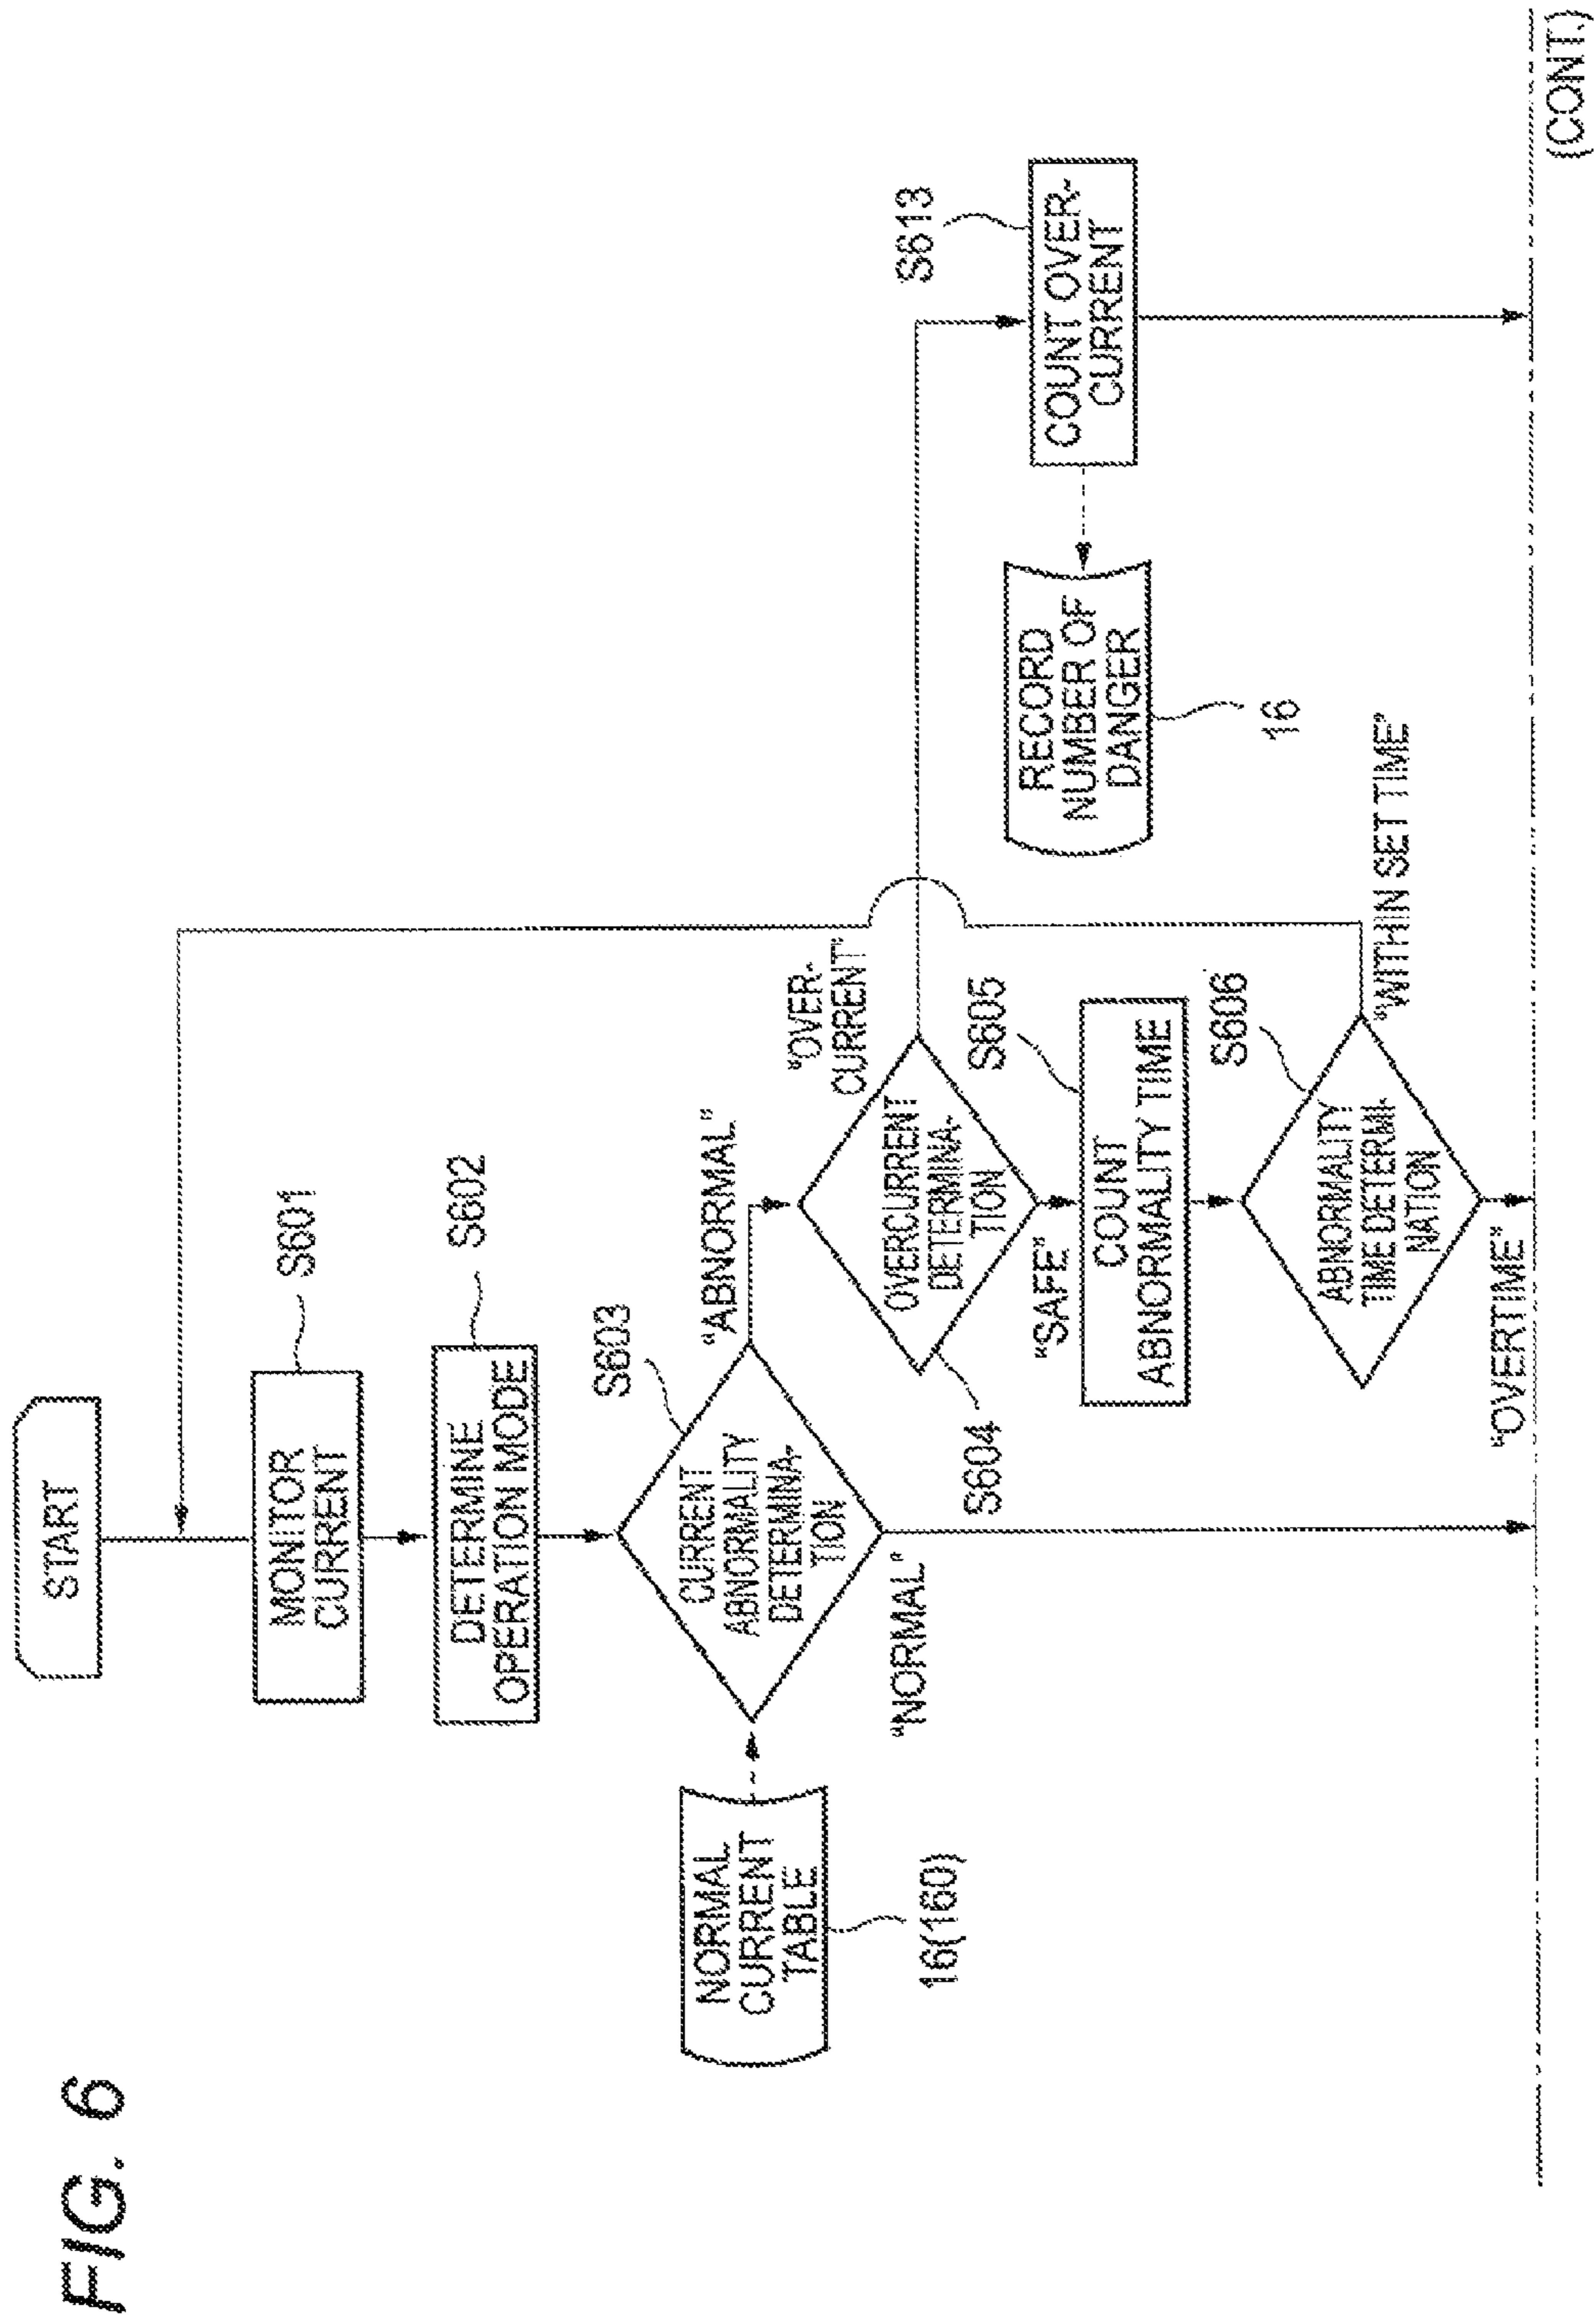 FIG. 6
START
MONITOR
CURRENT
S601
DETERMINE
OPERATION MODE
S602
CURRENT
ABNORMALITY
DETERMINA-
TION
S603
NORMAL
CURRENT
TABLE
16(160)
"ABNORMAL"
"NORMAL"
OVERCURRENT
DETERMINA-
TION
S604
"OVER-
CURRENT"
"SAFE"
COUNT
ABNORMALITY TIME
S605
ABNORMALITY
TIME DETERMI-
NATION
S606
"WITHIN SET TIME"
"OVERTIME"
COUNT OVER-
CURRENT
S613
RECORD
NUMBER OF
DANGER
16
(CONT.)